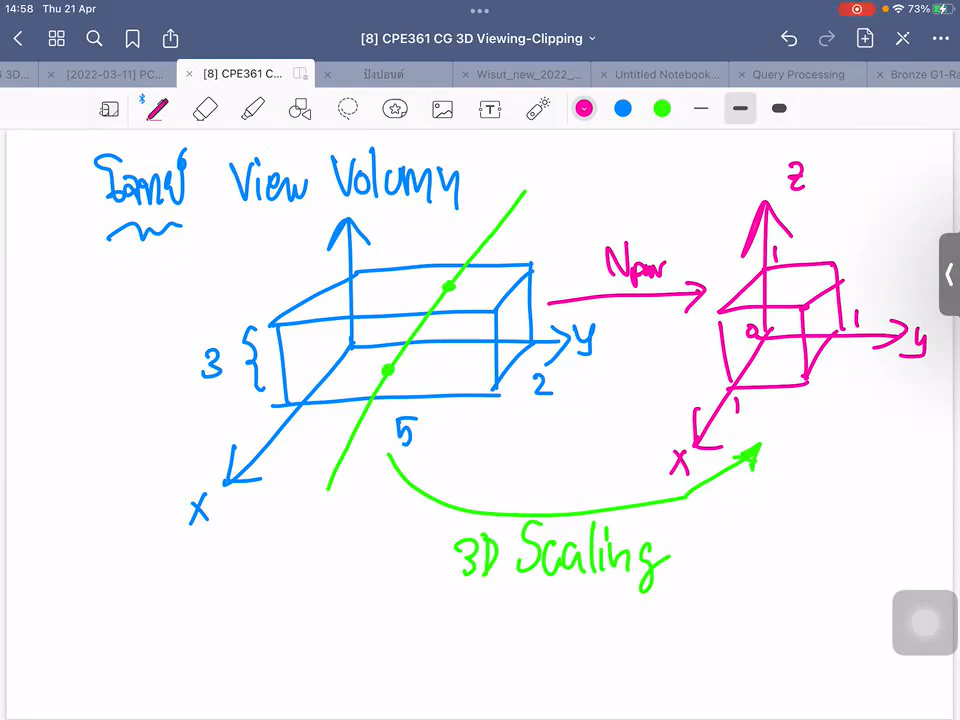 14:58 Thu 21 Apr
73%
[8] CPE361 CG 3D Viewing-Clipping
G 3D...
[2022-03-11] PC...
[8] CPE361 C...
ปิงปอนด์
Wisut_new_2022_...
Untitled Notebook...
Query Processing
Bronze G1-Ra
โจทย์ View Volumn
z
Npar
1
3
y
2
0
1
y
5
1
x
x
3D Scaling